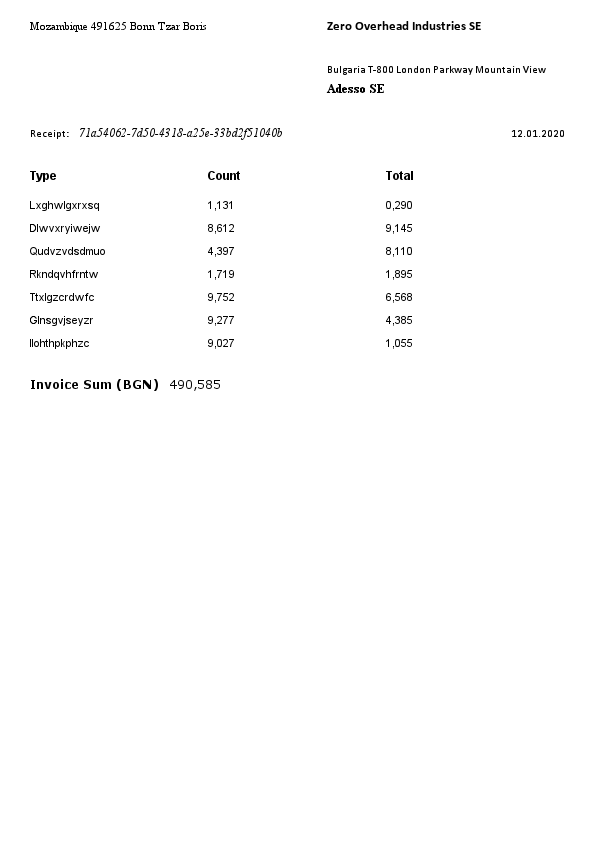 Mozambique 491625 Bonn Tzar Boris
Zero Overhead Industries SE
Bulgaria T-800 London Parkway Mountain View
Adesso SE
Receipt: 71a54062-7d50-4318-a25e-33bd2f51040b 12.01.2020
Type Count Total
Lxghwlgxrxsq 1,131 0,290
Dlwvxryiwejw 8,612 9,145
Qudvzvdsdmuo 4,397 8,110
Rkndqvhfrntw 1,719 1,895
Ttxlgzcrdwfc 9,752 6,568
Glnsgvjseyzr 9,277 4,385
Ilohthpkphzc 9,027 1,055
Invoice Sum (BGN) 490,585